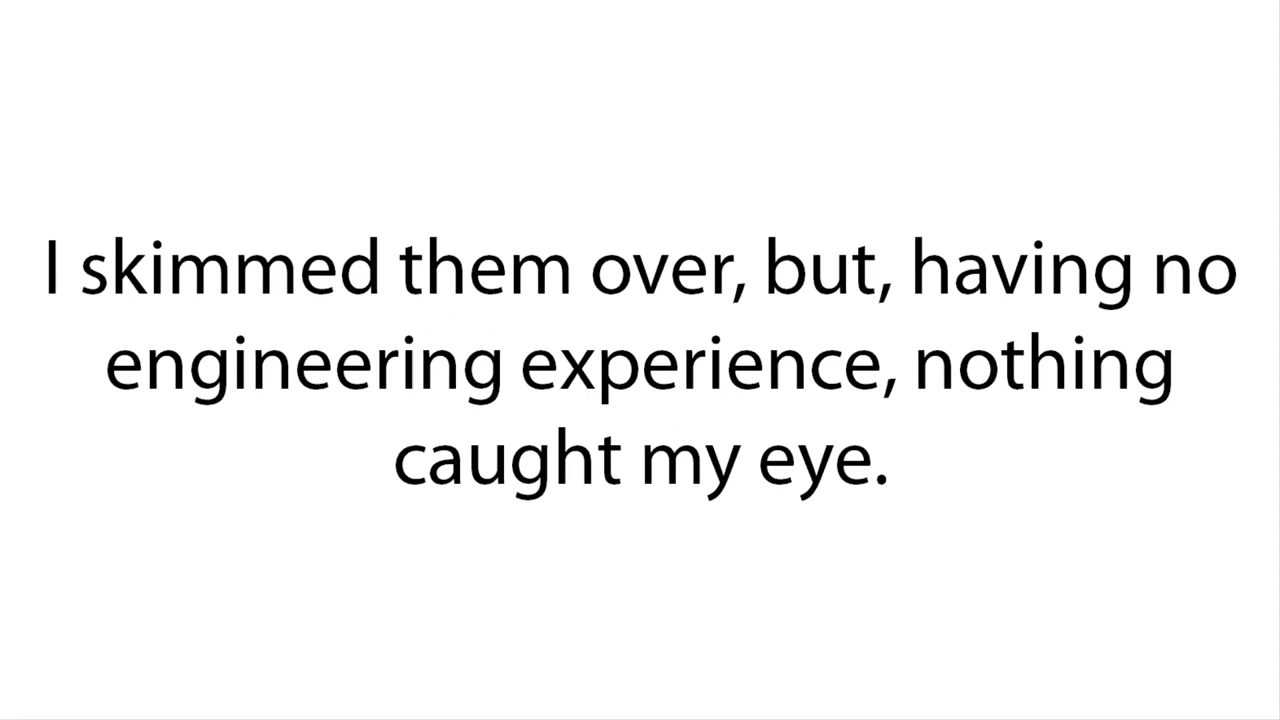 I skimmed them over, but, having no
engineering experience, nothing
caught my eye.